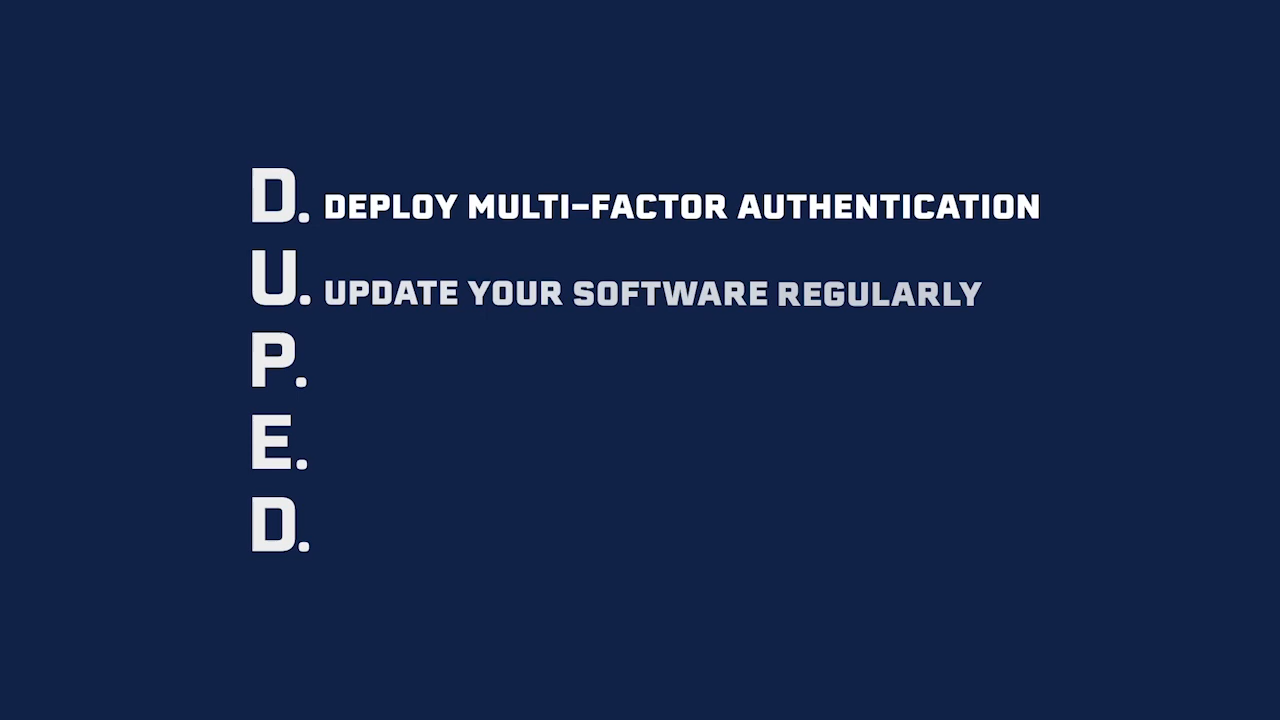 D. DEPLOY MULTI-FACTOR AUTHENTICATION
U. UPDATE YOUR SOFTWARE REGULARLY
P.
E.
D.